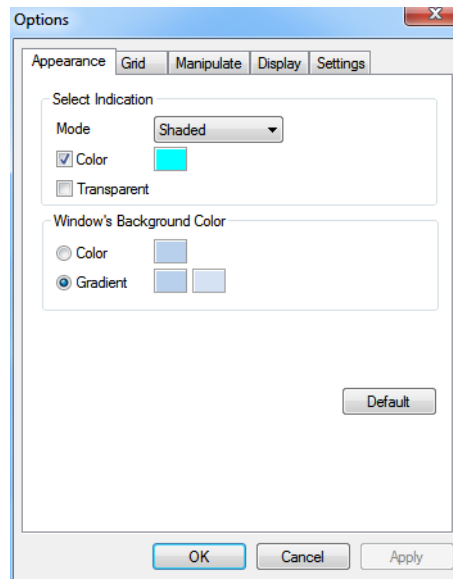 Options
Appearance Grid Manipulate Display Settings
Select Indication
Mode Shaded
Color
Transparent
Window's Background Color
Color
Gradient
Default
OK Cancel Apply